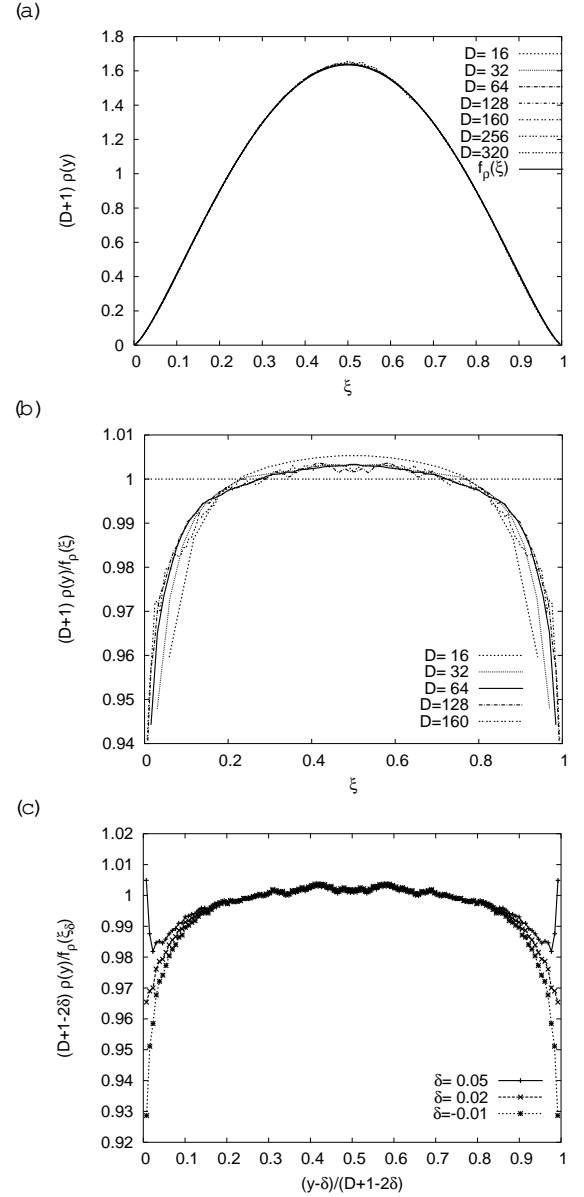 (a)
1.8
1.6
1.4
1.2
1
0.8
0.6
0.4
0.2
0
(D+1) ρ(y)
D= 16
D= 32
D= 64
D=128
D=160
D=256
D=320
fρ(ξ)
0 0.1 0.2 0.3 0.4 0.5 0.6 0.7 0.8 0.9 1
ξ
(b)
1.01
1
0.99
0.98
0.97
0.96
0.95
0.94
(D+1) ρ(y)/fρ(ξ)
D= 16
D= 32
D= 64
D=128
D=160
0 0.2 0.4 0.6 0.8 1
ξ
(c)
1.02
1.01
1
0.99
0.98
0.97
0.96
0.95
0.94
0.93
0.92
(D+1-2δ) ρ(y)/fρ(ξδ)
δ= 0.05
δ= 0.02
δ=-0.01
0 0.1 0.2 0.3 0.4 0.5 0.6 0.7 0.8 0.9 1
(y-δ)/(D+1-2δ)